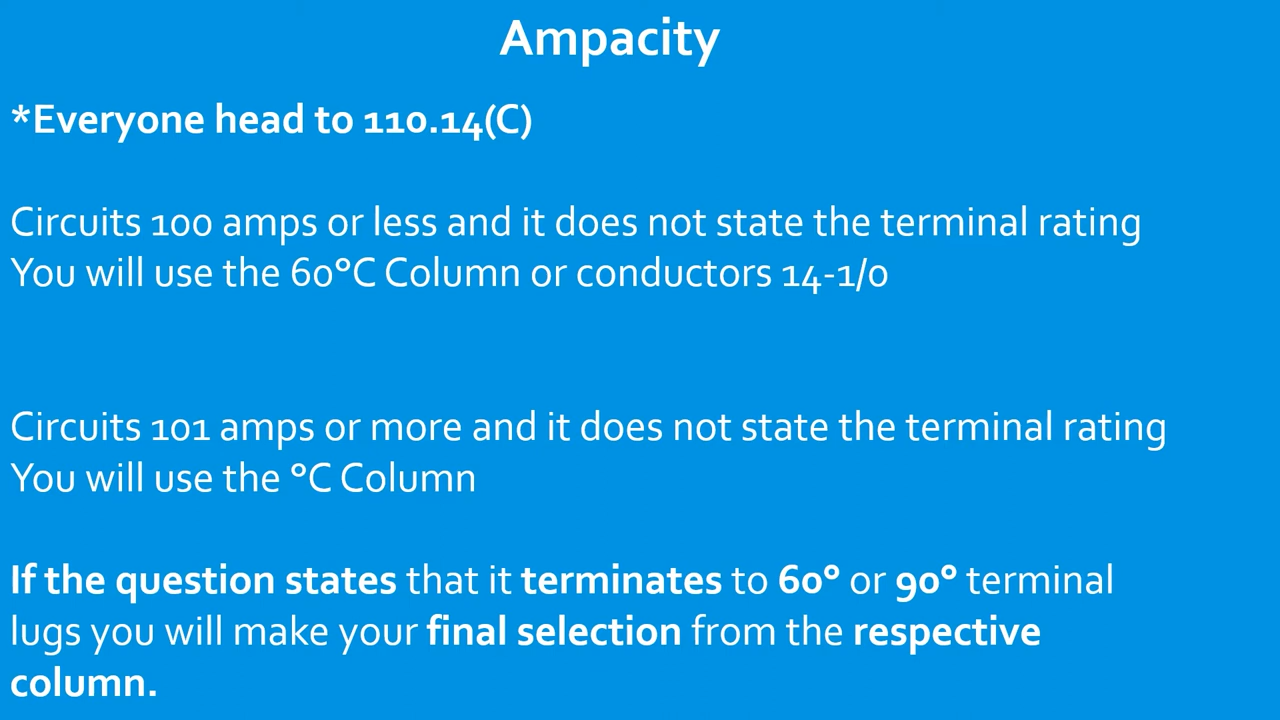 Ampacity
*Everyone head to 110.14(C)
Circuits 100 amps or less and it does not state the terminal rating
You will use the 60°C Column or conductors 14-1/0
Circuits 101 amps or more and it does not state the terminal rating
You will use the °C Column
If the question states that it terminates to 60° or 90° terminal
lugs you will make your final selection from the respective
column.